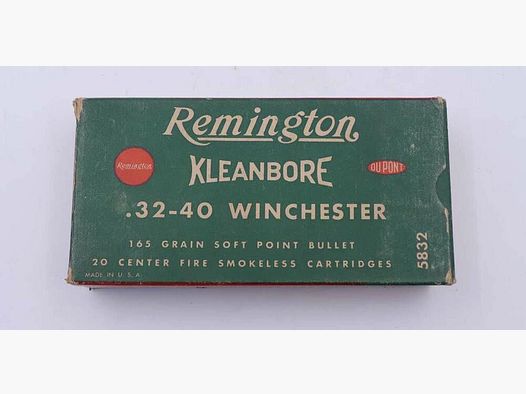 Remington
Remington
KLEANBORE
DU PONT
.32-40 WINCHESTER
165 GRAIN SOFT POINT BULLET
20 CENTER FIRE SMOKELESS CARTRIDGES
MADE IN U. S. A.
5832